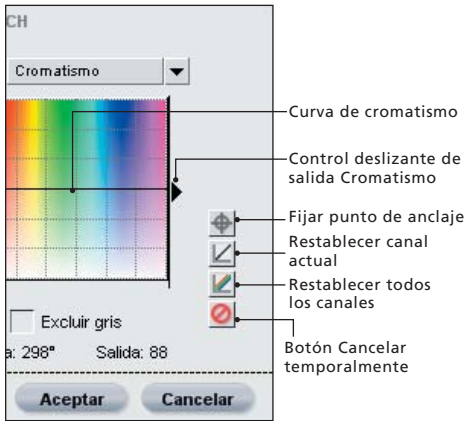 CH
Cromatismo
Curva de cromatismo
Control deslizante de
salida Cromatismo
Fijar punto de anclaje
Restablecer canal
actual
Restablecer todos
los canales
Excluir gris
a: 298° Salida: 88
Botón Cancelar
temporalmente
Aceptar Cancelar